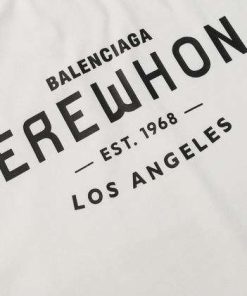 BALENCIAGA
EREWHON
EST. 1968
LOS ANGELES